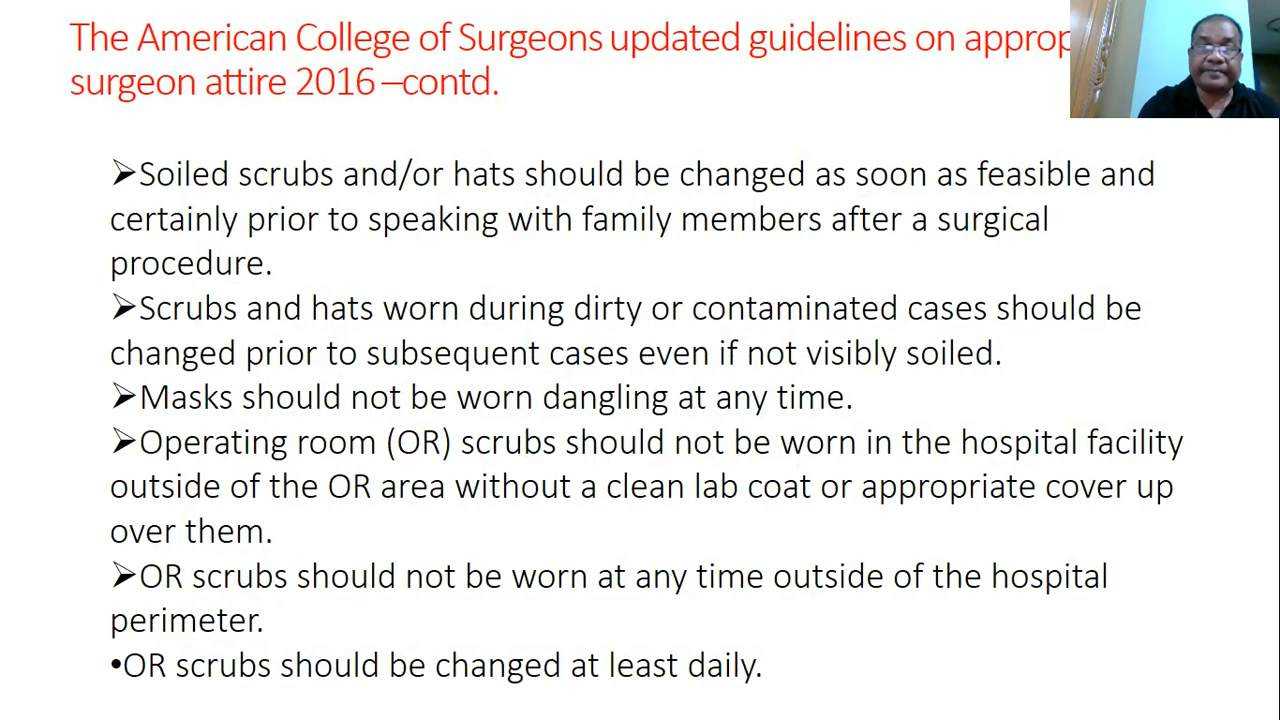 The American College of Surgeons updated guidelines on
surgeon attire 2016 –contd.
➢Soiled scrubs and/or hats should be changed as soon as feasible and
certainly prior to speaking with family members after a surgical
procedure.
➢Scrubs and hats worn during dirty or contaminated cases should be
changed prior to subsequent cases even if not visibly soiled.
➢Masks should not be worn dangling at any time.
➢Operating room (OR) scrubs should not be worn in the hospital facility
outside of the OR area without a clean lab coat or appropriate cover up
over them.
➢OR scrubs should not be worn at any time outside of the hospital
perimeter.
•OR scrubs should be changed at least daily.